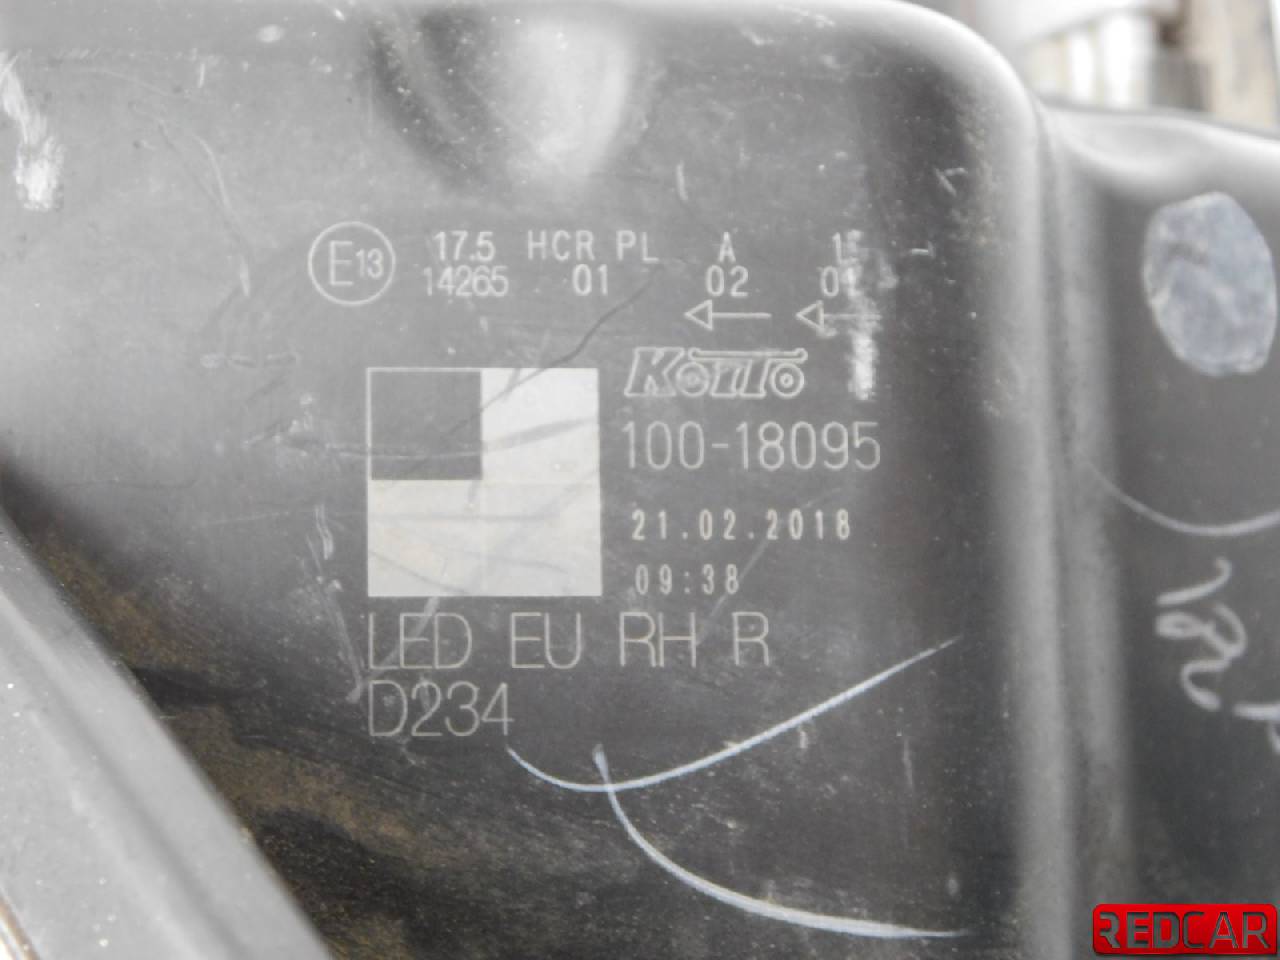 E13 17.5 HCR PL A 1
14265 01 02 01
KOITO
100-18095
21.02.2018
09:38
LED EU RH R
D234
REDCAR